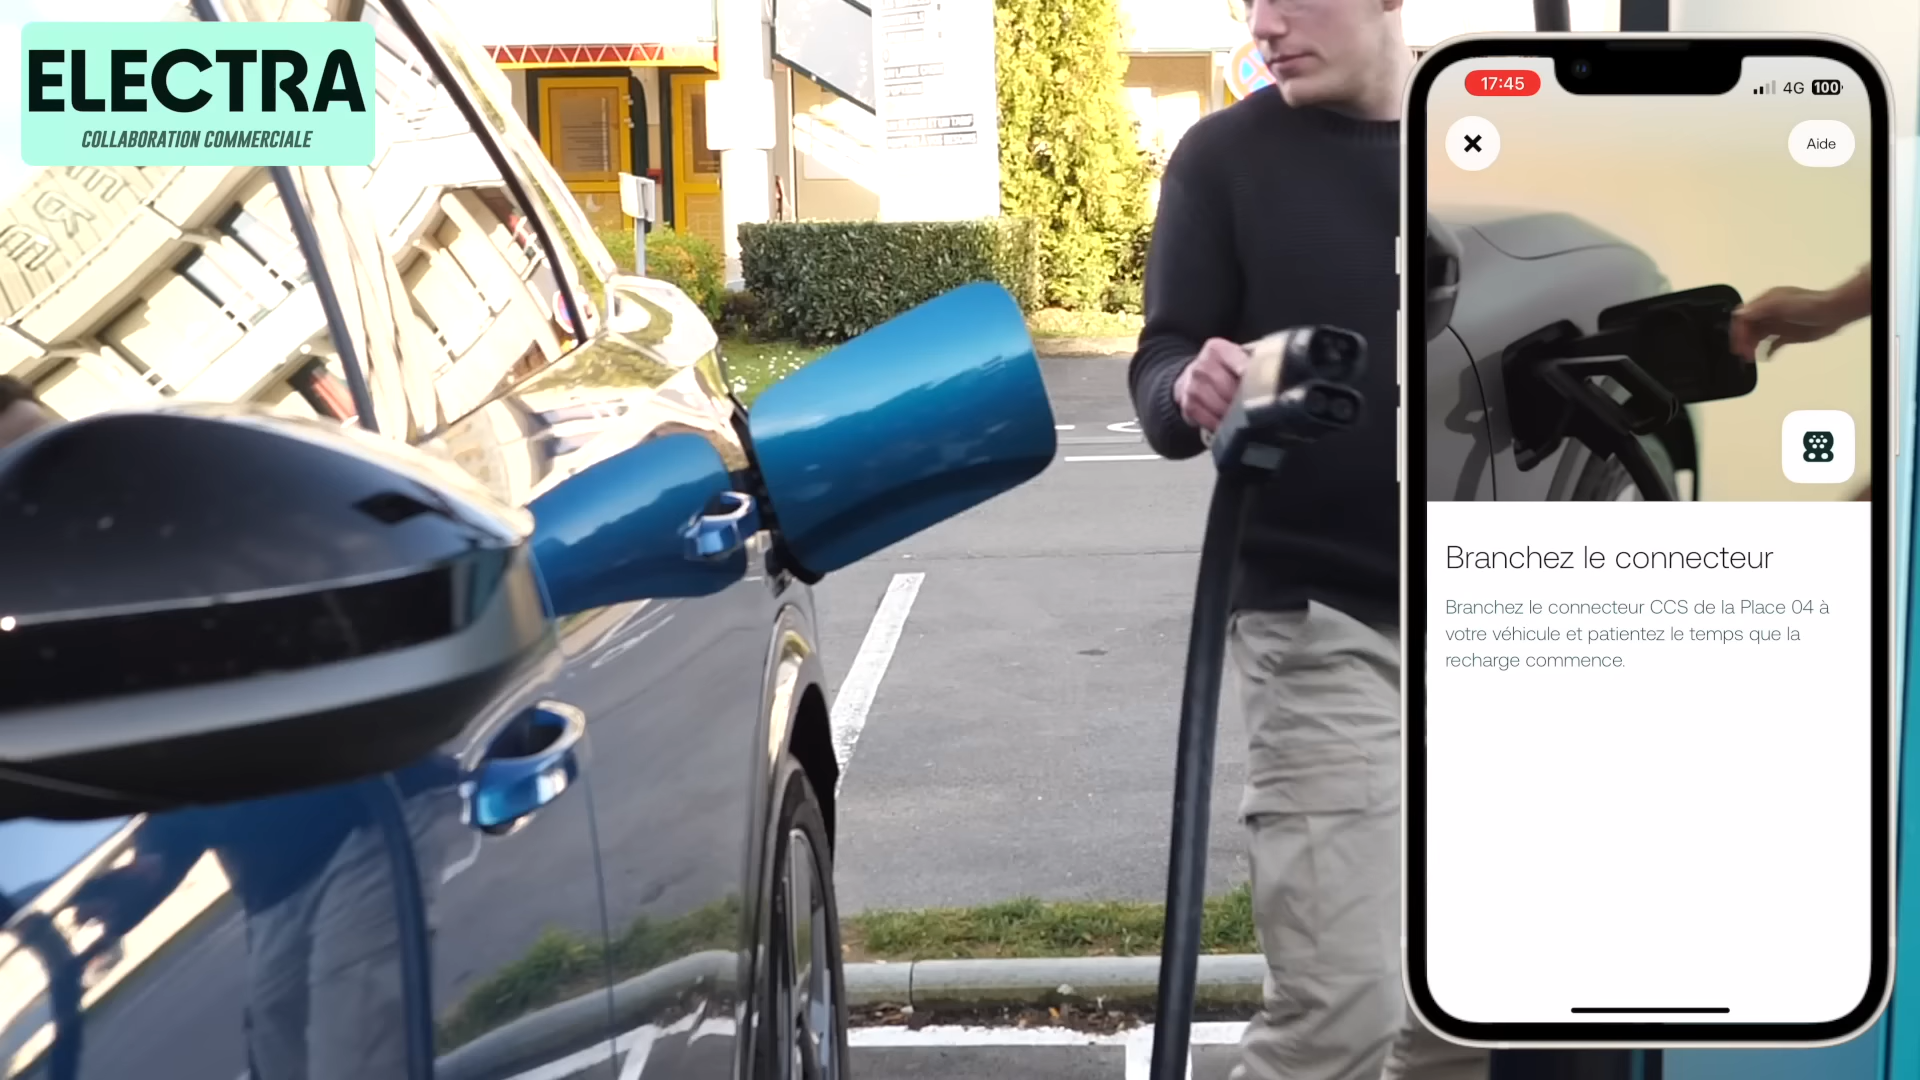 ELECTRA
COLLABORATION COMMERCIALE
17:45
4G
100
Aide
Branchez le connecteur
Branchez le connecteur CCS de la Place 04 à
votre véhicule et patientez le temps que la
recharge commence.